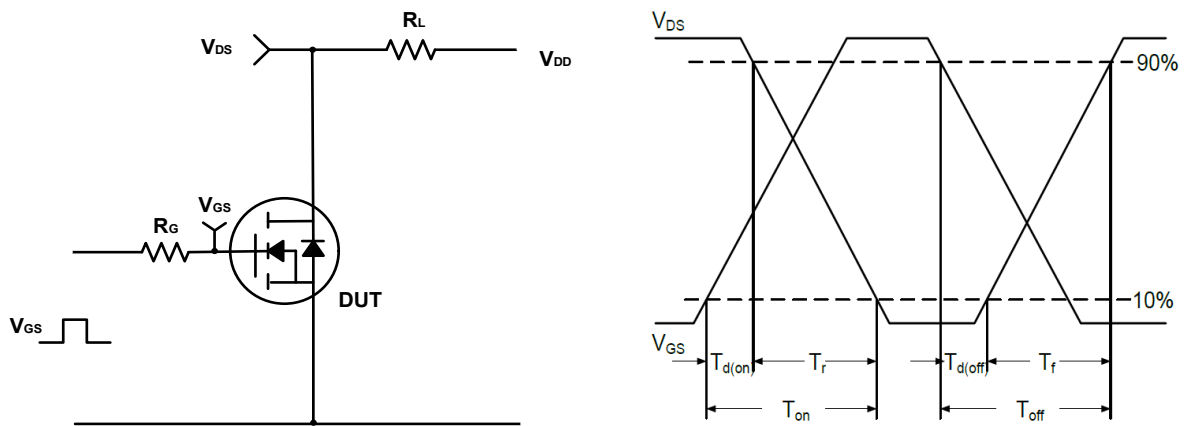 RL
VDS
VDD
RG
VGS
DUT
VGS
VDS
90%
10%
VGS
Td(on)
Tr
Td(off)
Tf
Ton
Toff